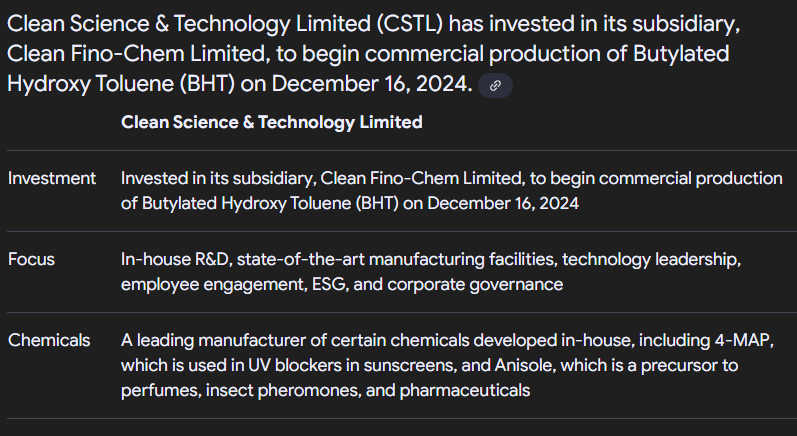 Clean Science & Technology Limited (CSTL) has invested in its subsidiary,
Clean Fino-Chem Limited, to begin commercial production of Butylated
Hydroxy Toluene (BHT) on December 16, 2024.
Clean Science & Technology Limited
Investment Invested in its subsidiary, Clean Fino-Chem Limited, to begin commercial production
of Butylated Hydroxy Toluene (BHT) on December 16, 2024
Focus In-house R&D, state-of-the-art manufacturing facilities, technology leadership,
employee engagement, ESG, and corporate governance
Chemicals A leading manufacturer of certain chemicals developed in-house, including 4-MAP,
which is used in UV blockers in sunscreens, and Anisole, which is a precursor to
perfumes, insect pheromones, and pharmaceuticals